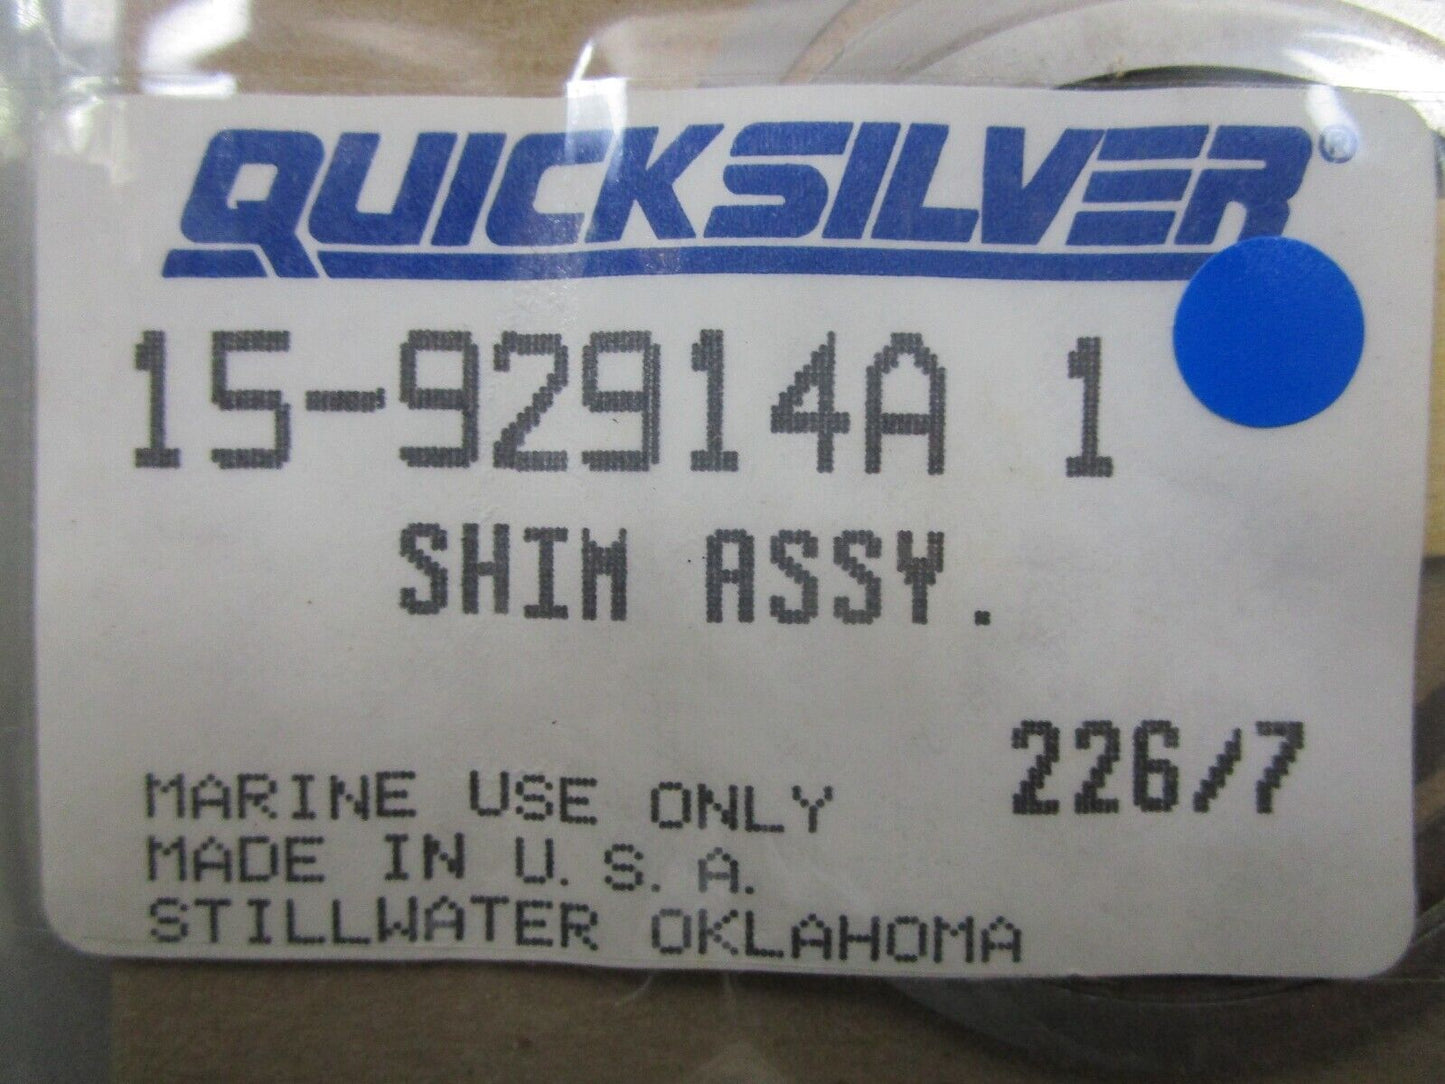 QUICKSILVER®
15-92914A 1
SHIM ASSY.
226/7
MARINE USE ONLY
MADE IN U.S.A.
STILLWATER OKLAHOMA